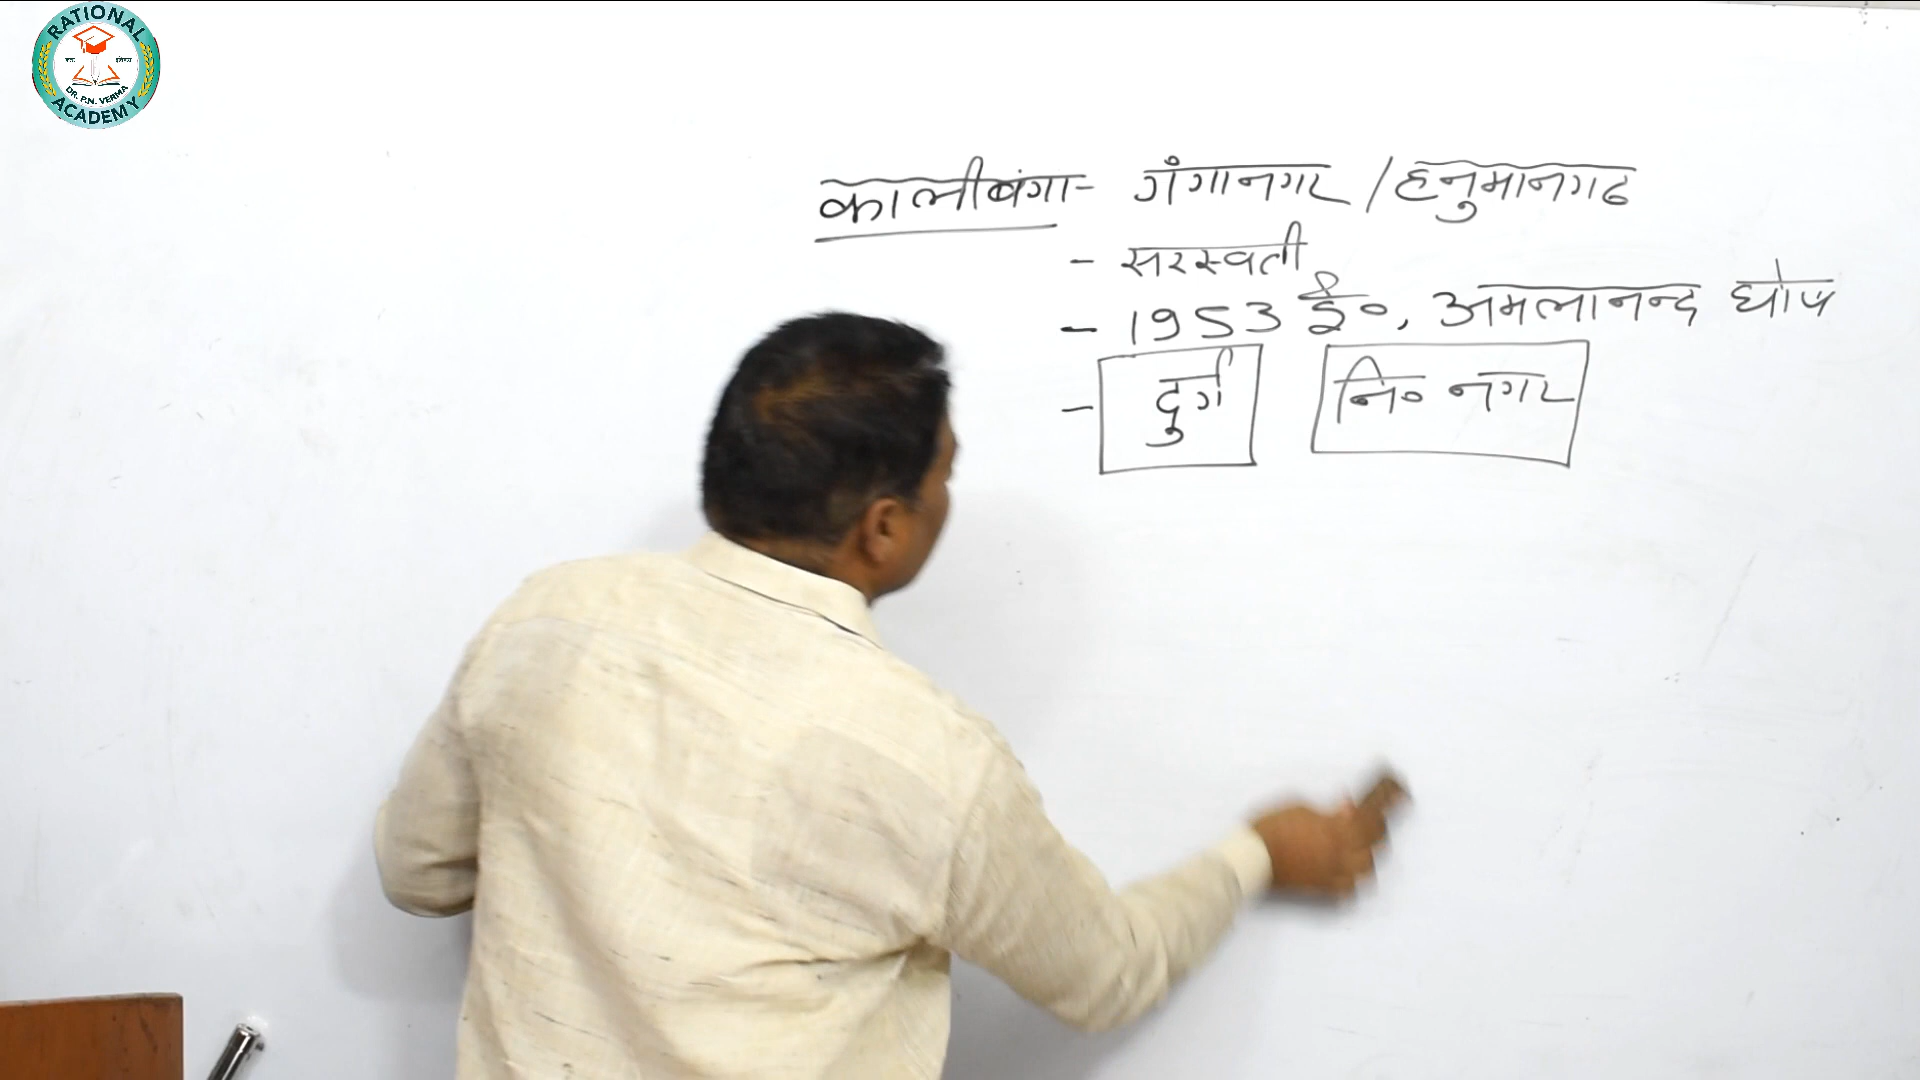 RATIONAL
DR. P.N. VERMA
ACADEMY
कालीबंगा - गंगानगर / हनुमानगढ
- सरस्वती
- 1953 ई०, अमलानन्द घोष
- दुर्ग नि० नगर